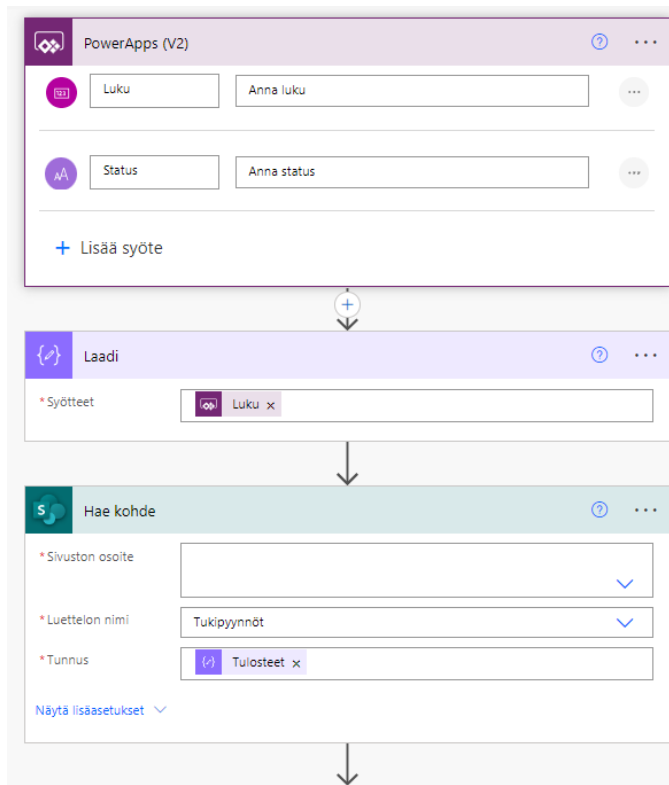 PowerApps (V2)
Luku Anna luku
Status Anna status
+ Lisää syöte
Laadi
* Syötteet Luku x
Hae kohde
* Sivuston osoite
* Luettelon nimi Tukipyynnöt
* Tunnus Tulosteet x
Näytä lisäasetukset